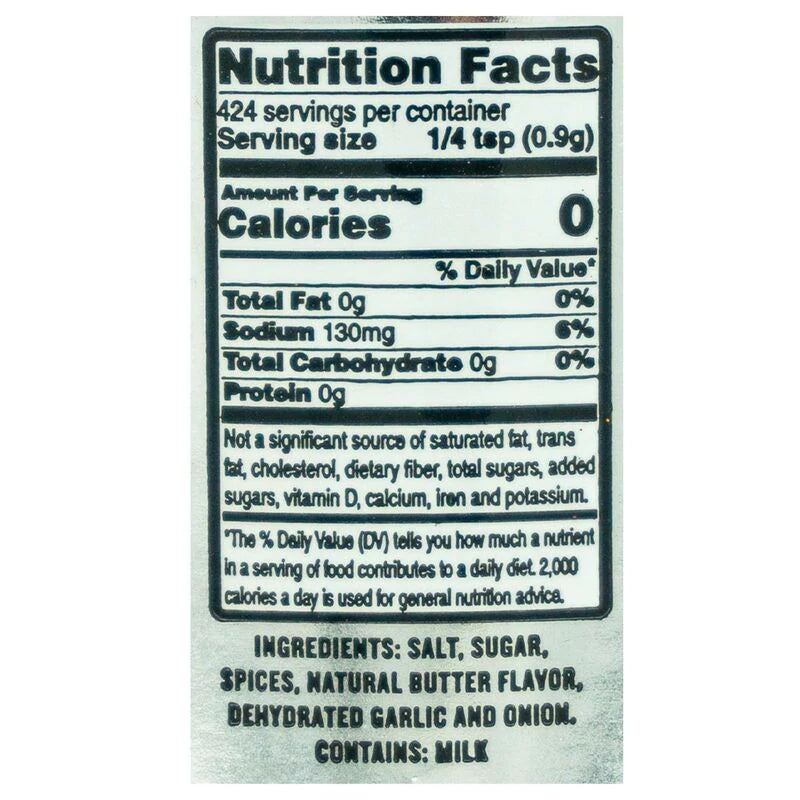 Nutrition Facts
424 servings per container
Serving size 1/4 tsp (0.9g)
Amount Per Serving
Calories 0
% Daily Value*
Total Fat 0g 0%
Sodium 130mg 6%
Total Carbohydrate 0g 0%
Protein 0g
Not a significant source of saturated fat, trans
fat, cholesterol, dietary fiber, total sugars, added
sugars, vitamin D, calcium, iron and potassium.
*The % Daily Value (DV) tells you how much a nutrient
in a serving of food contributes to a daily diet. 2,000
calories a day is used for general nutrition advice.
INGREDIENTS: SALT, SUGAR,
SPICES, NATURAL BUTTER FLAVOR,
DEHYDRATED GARLIC AND ONION.
CONTAINS: MILK